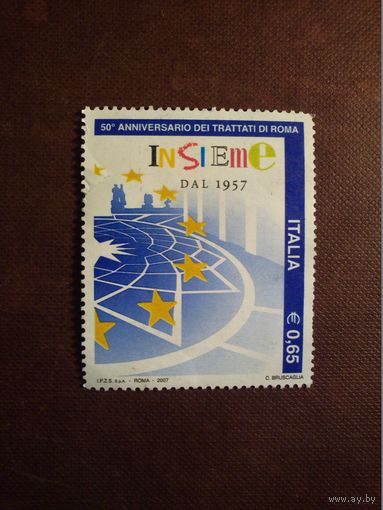 50° ANNIVERSARIO DEI TRATTATI DI ROMA
INSIEME
DAL 1957
ITALIA
€ 0,65
I.P.Z.S. S.p.A. - ROMA - 2007
C. BRUSCAGLIA
www.ay.by